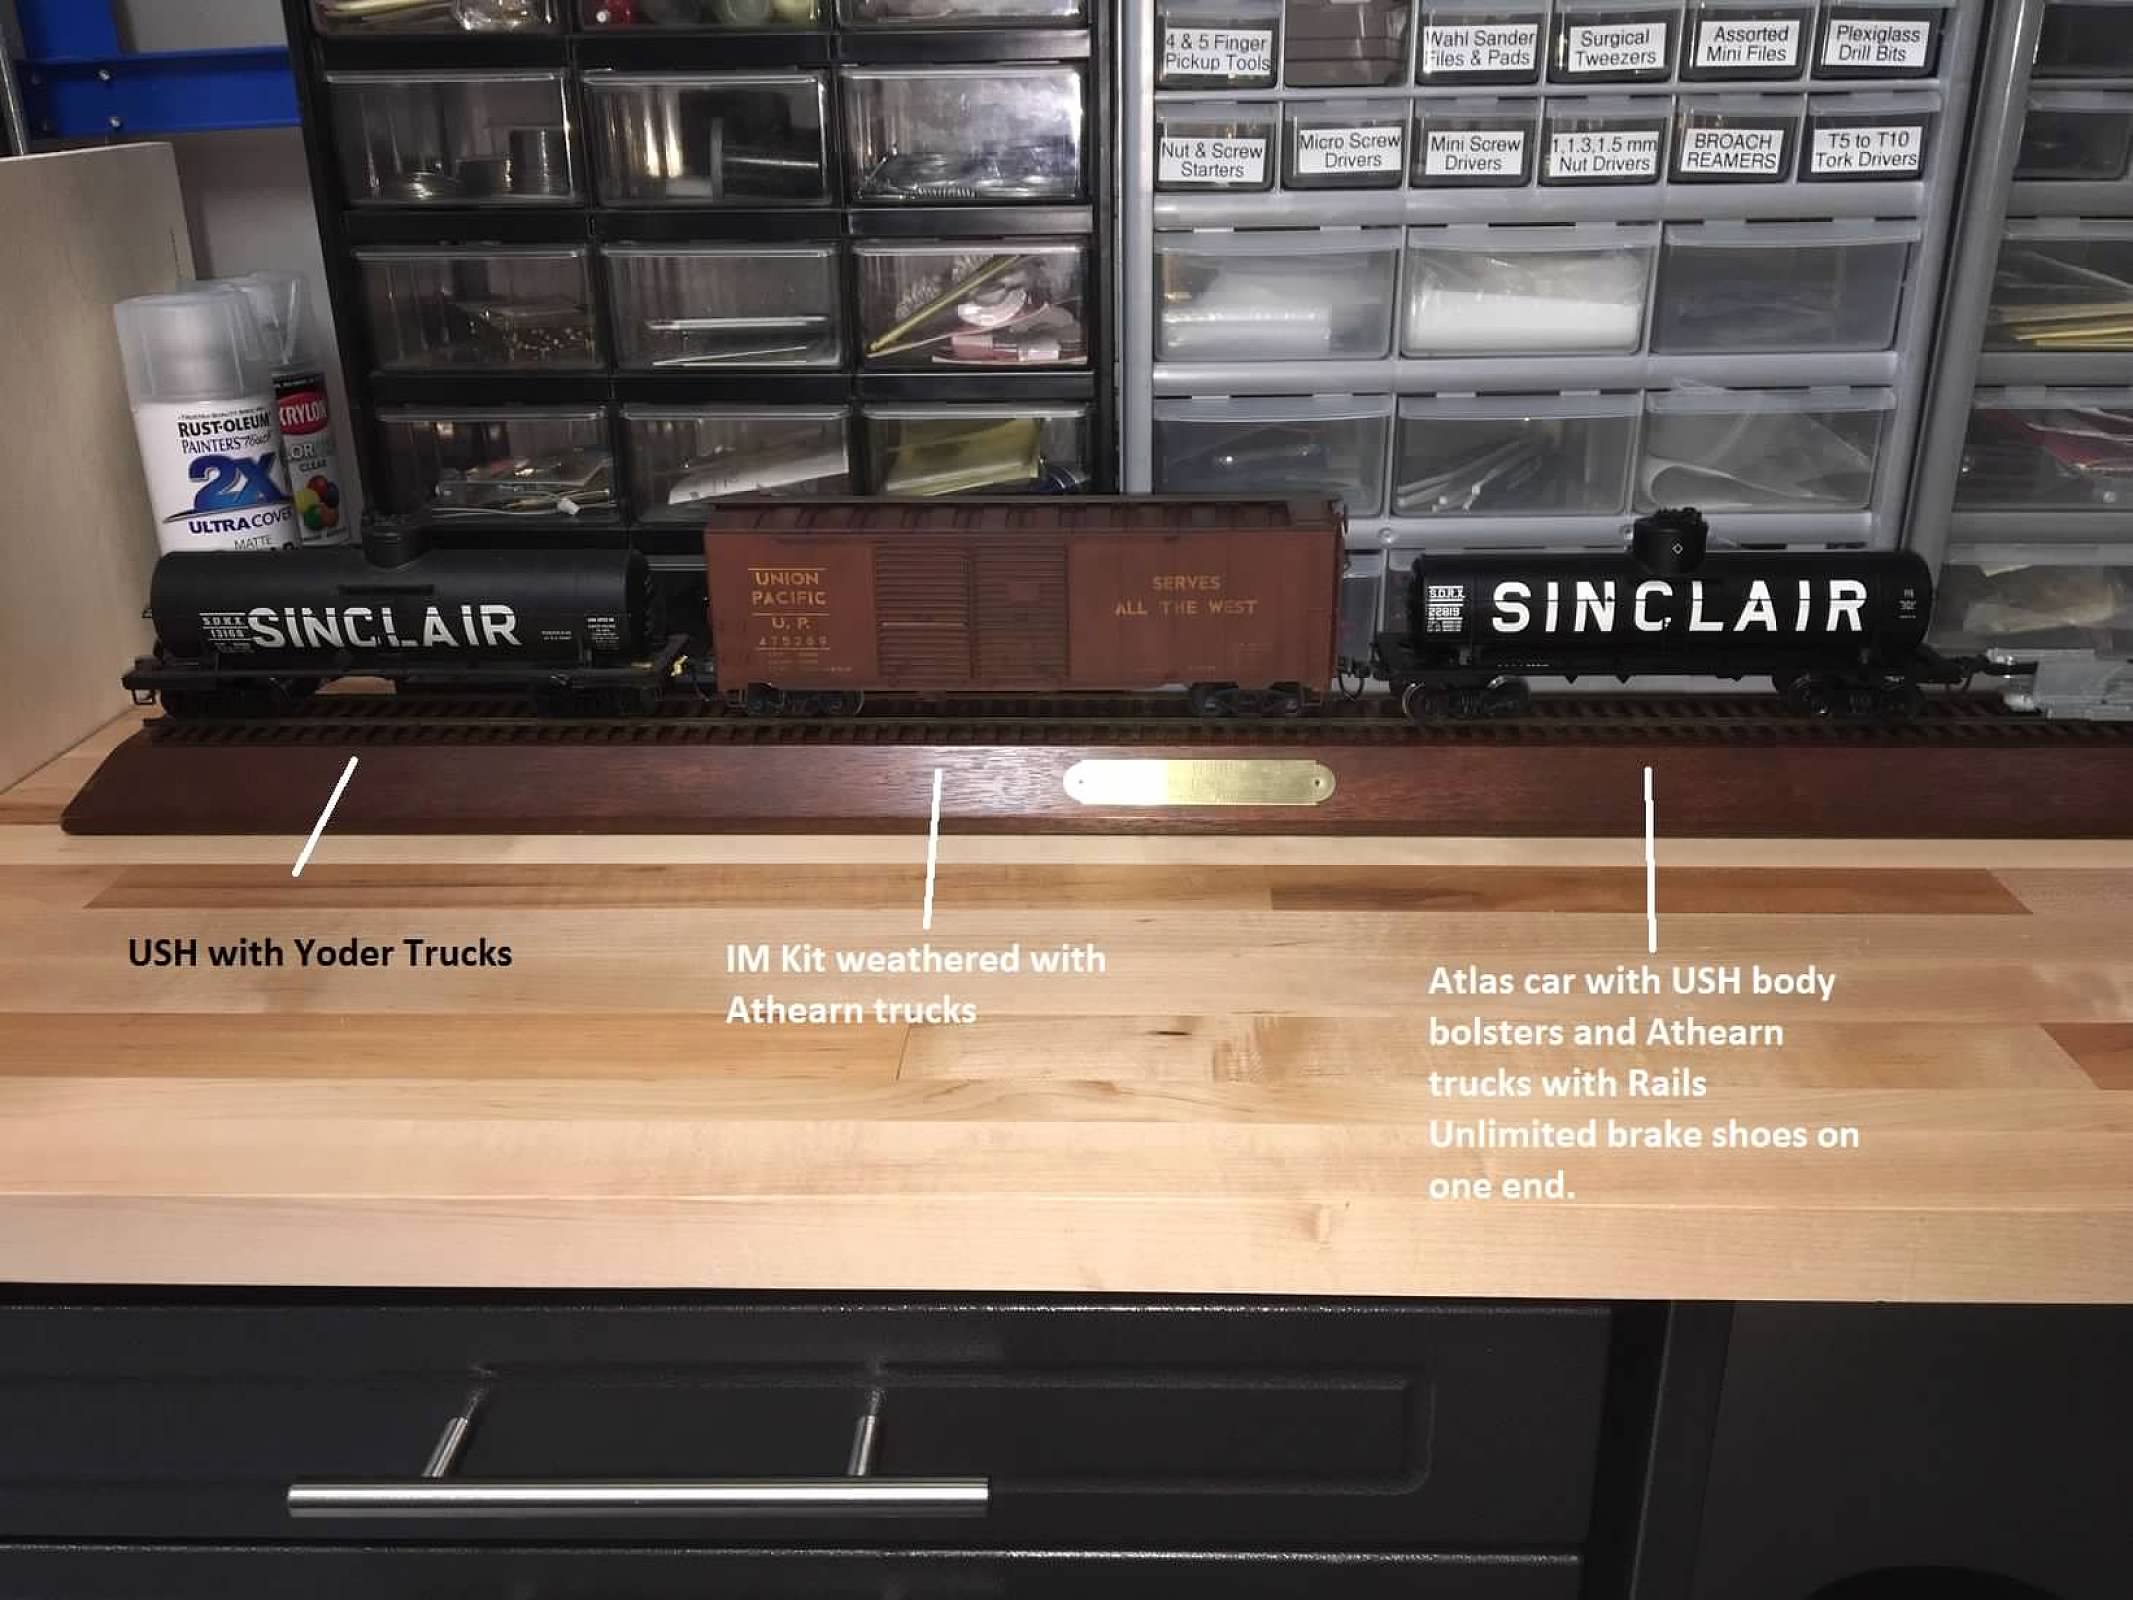 4 & 5 Finger
Pickup Tools
Wahl Sander
Files & Pads
Surgical
Tweezers
Assorted
Mini Files
Plexiglass
Drill Bits
Nut & Screw
Starters
Micro Screw
Drivers
Mini Screw
Drivers
1,1.3,1.5 mm
Nut Drivers
BROACH
REAMERS
T5 to T10
Tork Drivers
RUST-OLEUM
PAINTER'S Touch
2X
ULTRA COVER
MATTE
KRYLON
CLEAR
S.D.R.X.
13169
SINCLAIR
UNION
PACIFIC
U. P.
475269
SERVES
ALL THE WEST
S.D.R.X.
22819
SINCLAIR
USH with Yoder Trucks
IM Kit weathered with
Athearn trucks
Atlas car with USH body
bolsters and Athearn
trucks with Rails
Unlimited brake shoes on
one end.